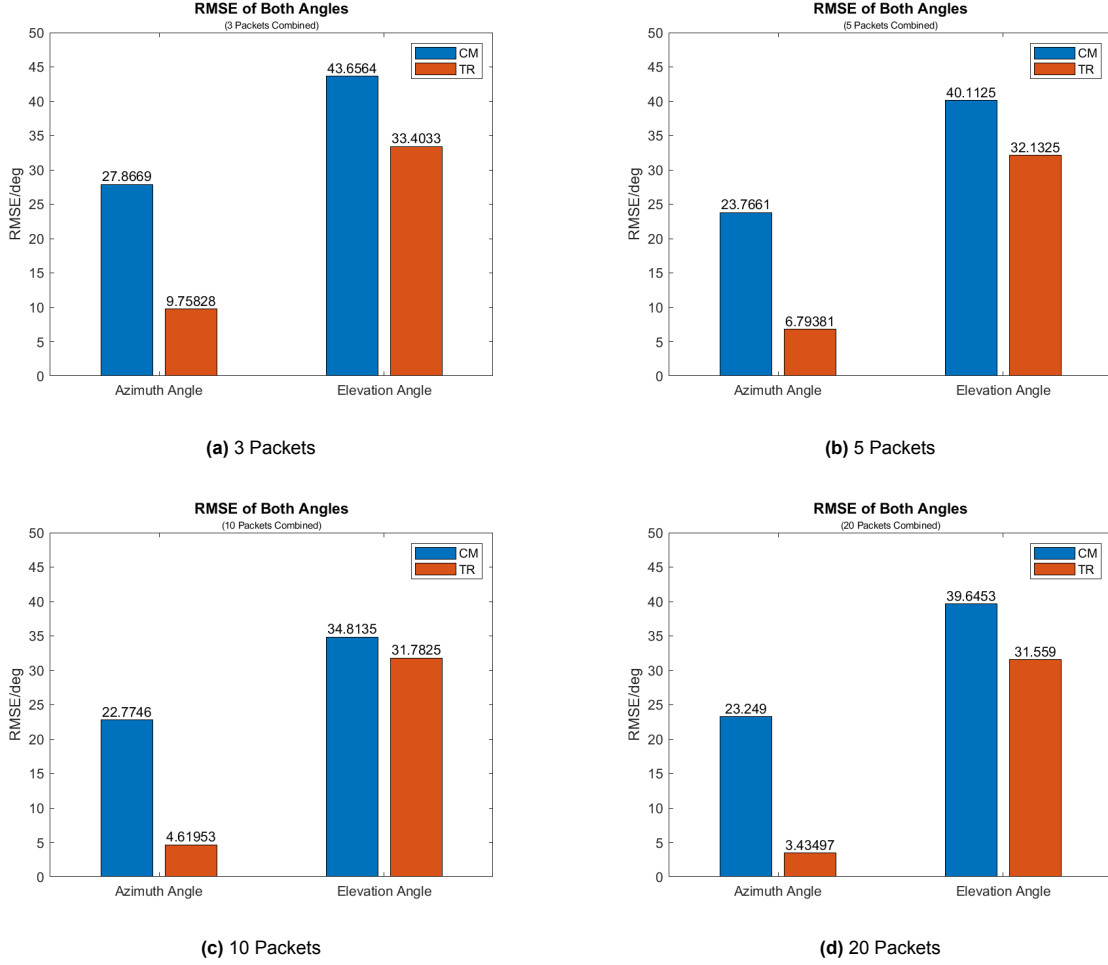 RMSE of Both Angles
(3 Packets Combined)
50
45
40
35
30
25
20
15
10
5
0
RMSE/deg
CM
TR
27.8669
9.75828
43.6564
33.4033
Azimuth Angle
Elevation Angle
(a) 3 Packets
RMSE of Both Angles
(5 Packets Combined)
50
45
40
35
30
25
20
15
10
5
0
RMSE/deg
CM
TR
23.7661
6.79381
40.1125
32.1325
Azimuth Angle
Elevation Angle
(b) 5 Packets
RMSE of Both Angles
(10 Packets Combined)
50
45
40
35
30
25
20
15
10
5
0
RMSE/deg
CM
TR
22.7746
4.61953
34.8135
31.7825
Azimuth Angle
Elevation Angle
(c) 10 Packets
RMSE of Both Angles
(20 Packets Combined)
50
45
40
35
30
25
20
15
10
5
0
RMSE/deg
CM
TR
23.249
3.43497
39.6453
31.559
Azimuth Angle
Elevation Angle
(d) 20 Packets